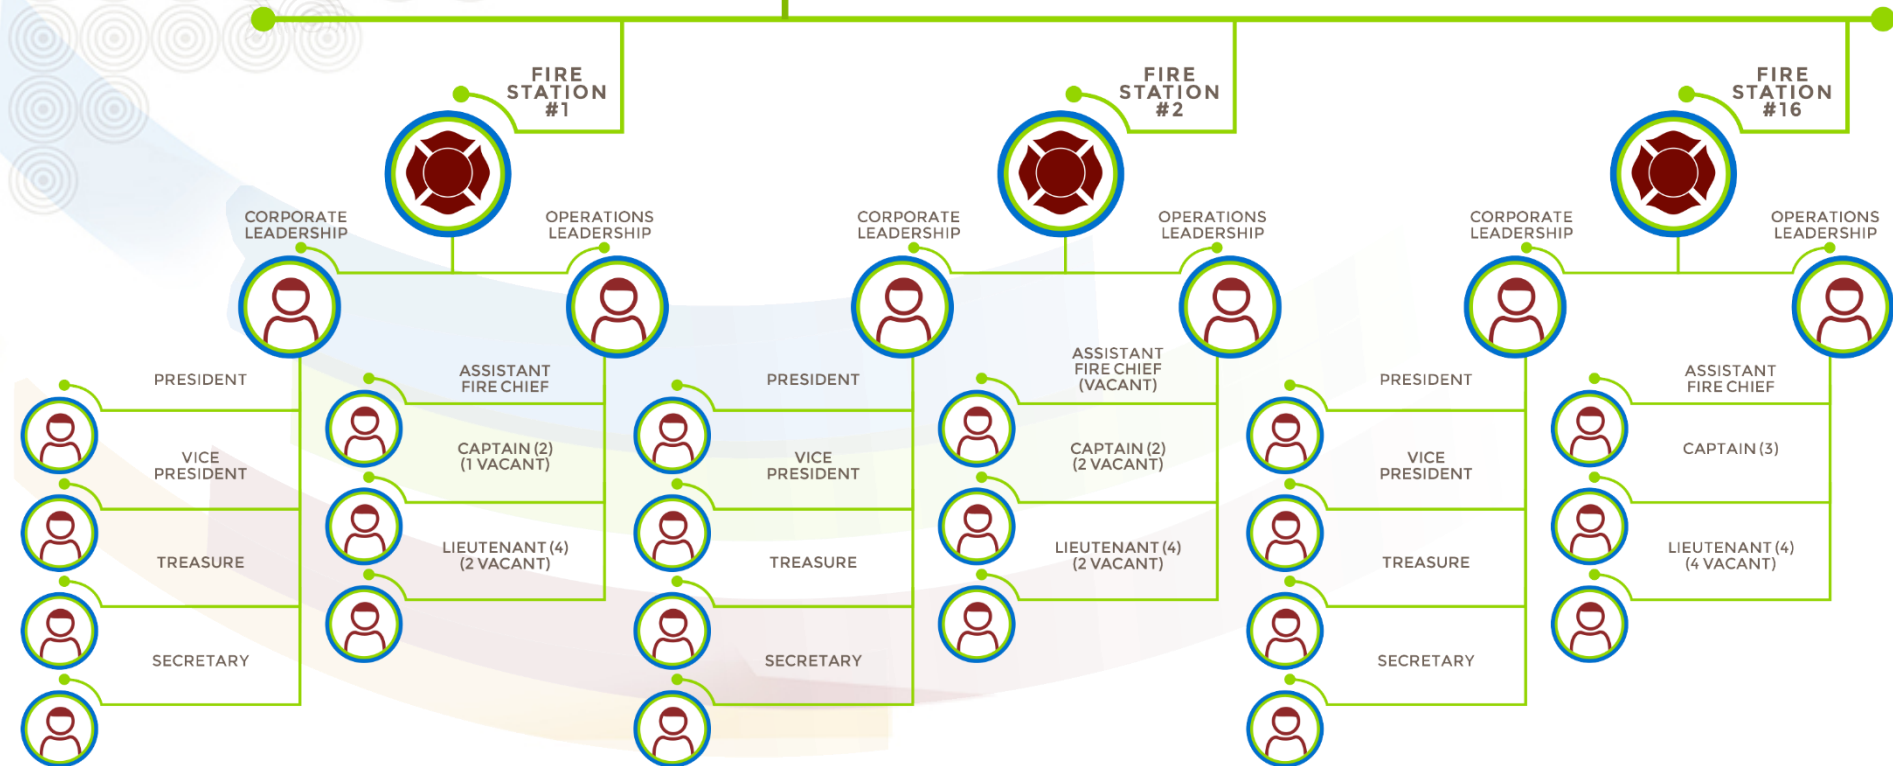 FIRE
STATION
#1
CORPORATE
LEADERSHIP
OPERATIONS
LEADERSHIP
PRESIDENT
VICE
PRESIDENT
TREASURE
SECRETARY
ASSISTANT
FIRE CHIEF
CAPTAIN (2)
(1 VACANT)
LIEUTENANT (4)
(2 VACANT)
FIRE
STATION
#2
CORPORATE
LEADERSHIP
OPERATIONS
LEADERSHIP
PRESIDENT
VICE
PRESIDENT
TREASURE
SECRETARY
ASSISTANT
FIRE CHIEF
(VACANT)
CAPTAIN (2)
(2 VACANT)
LIEUTENANT (4)
(2 VACANT)
FIRE
STATION
#16
CORPORATE
LEADERSHIP
OPERATIONS
LEADERSHIP
PRESIDENT
VICE
PRESIDENT
TREASURE
SECRETARY
ASSISTANT
FIRE CHIEF
CAPTAIN (3)
LIEUTENANT (4)
(4 VACANT)